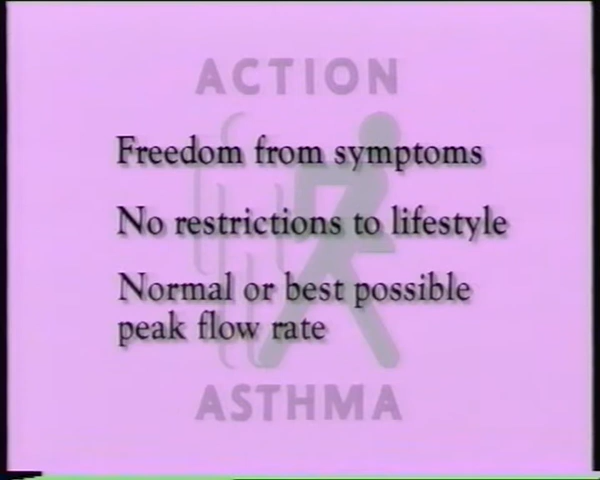 ACTION
Freedom from symptoms
No restrictions to lifestyle
Normal or best possible
peak flow rate
ASTHMA